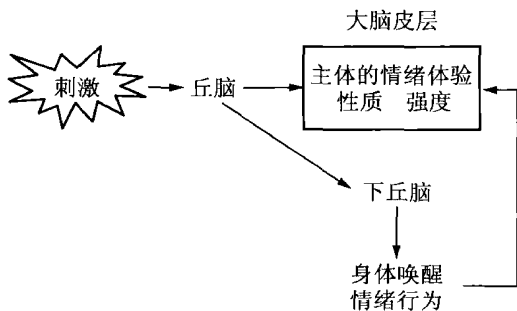 大脑皮层
刺激
丘脑
主体的情绪体验
性质 强度
下丘脑
身体唤醒
情绪行为